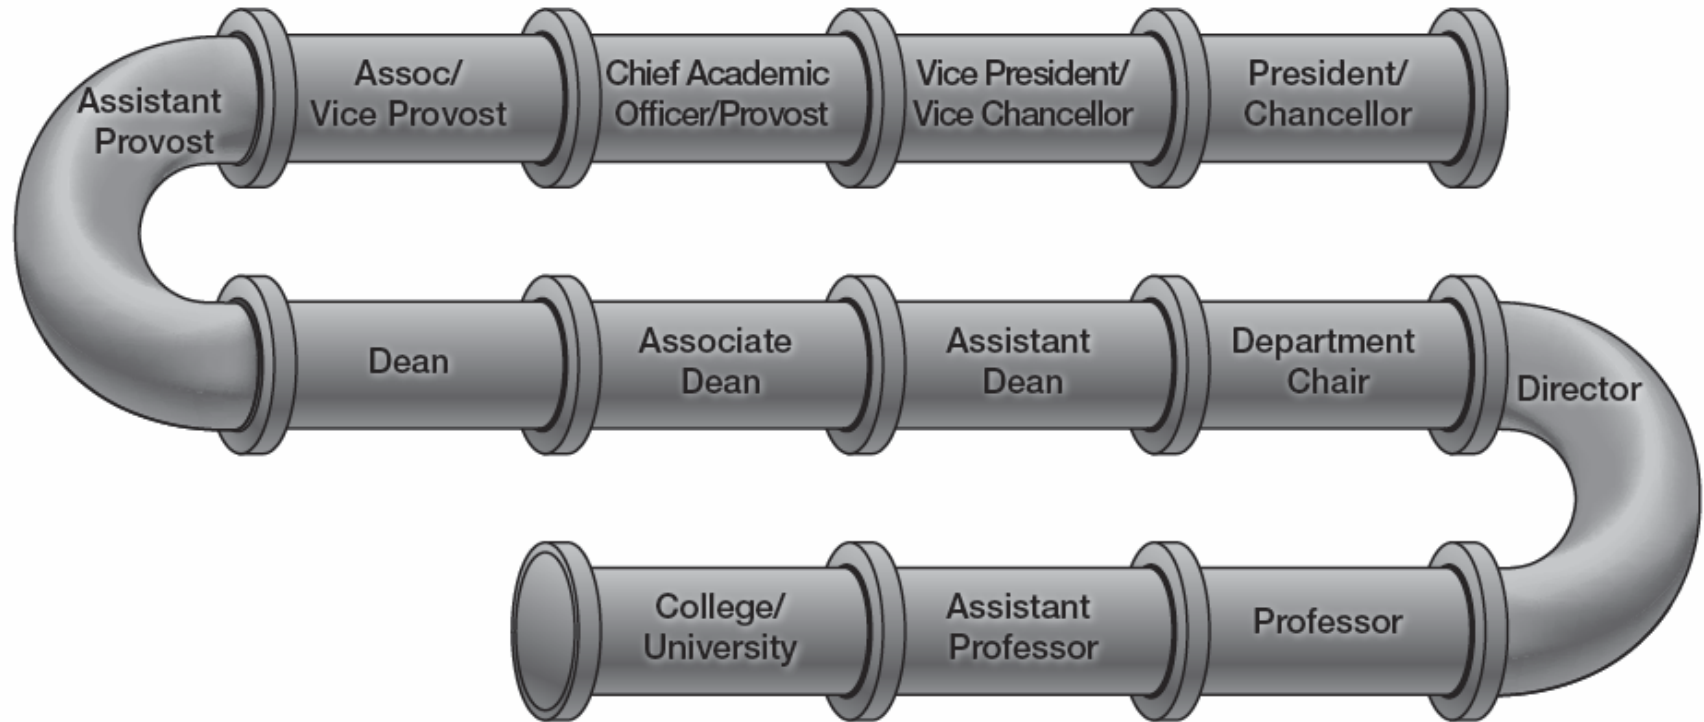 Assistant
Provost
Assoc/
Vice Provost
Chief Academic
Officer/Provost
Vice President/
Vice Chancellor
President/
Chancellor
Dean
Associate
Dean
Assistant
Dean
Department
Chair
Director
College/
University
Assistant
Professor
Professor